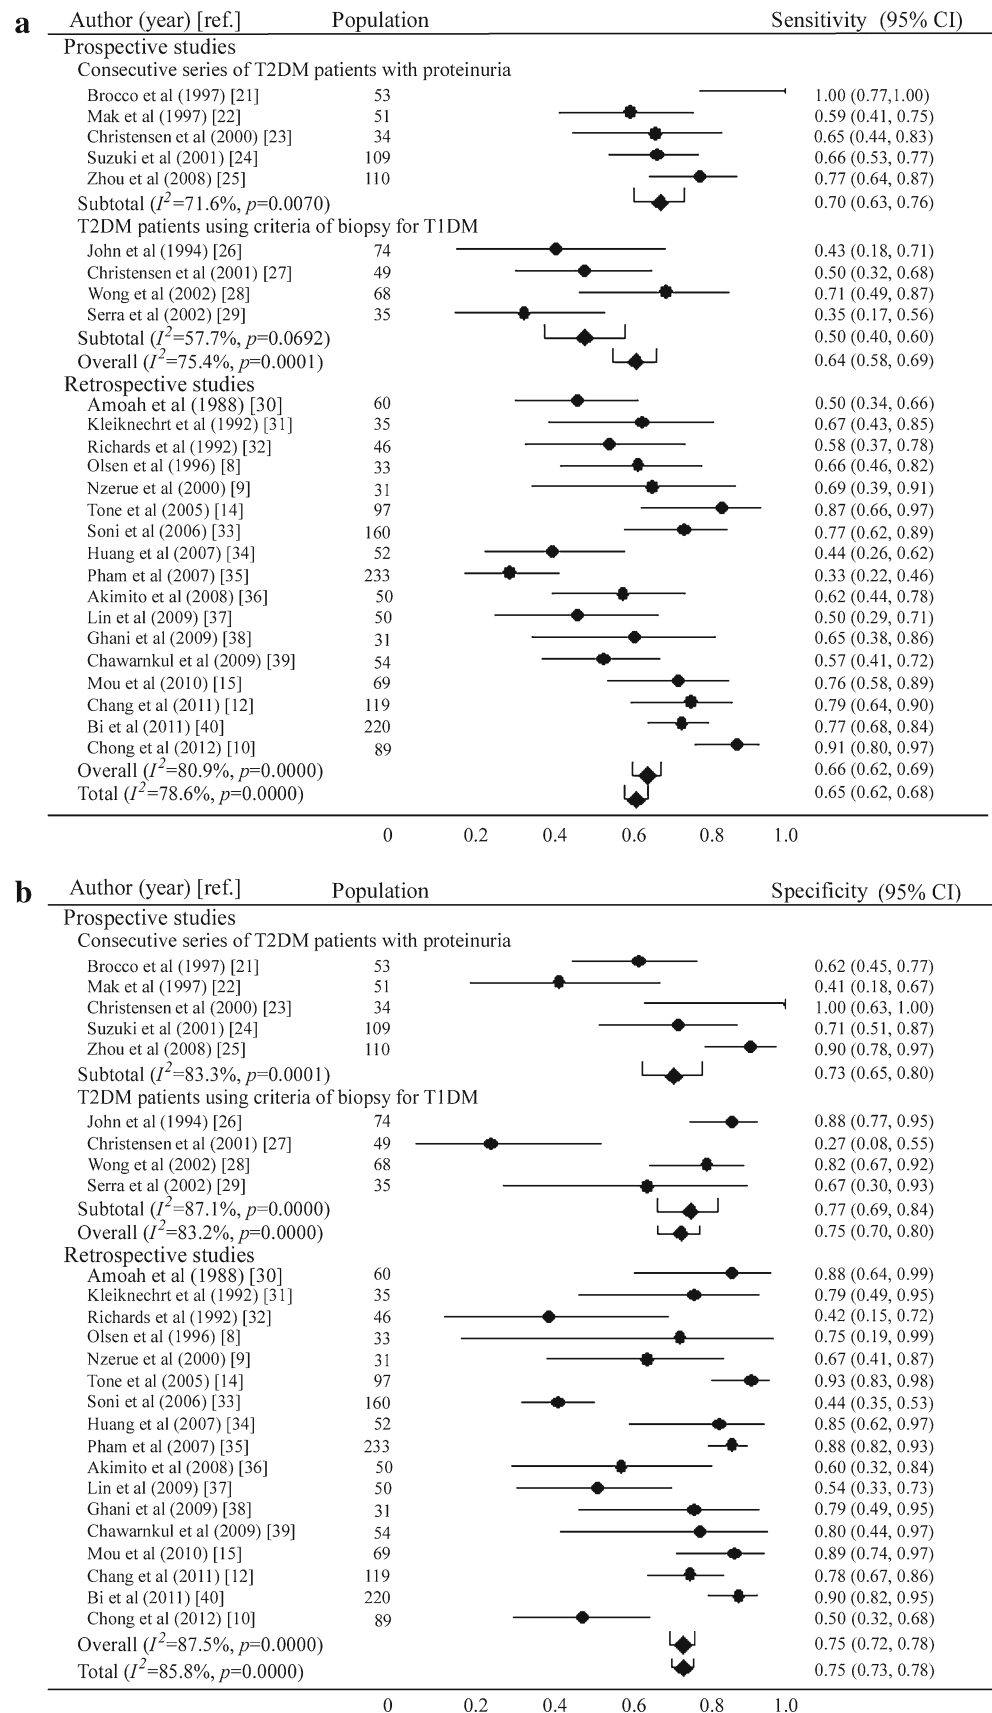 a Author (year) [ref.] Population Sensitivity (95% CI)
Prospective studies
Consecutive series of T2DM patients with proteinuria
Brocco et al (1997) [21] 53 1.00 (0.77,1.00)
Mak et al (1997) [22] 51 0.59 (0.41, 0.75)
Christensen et al (2000) [23] 34 0.65 (0.44, 0.83)
Suzuki et al (2001) [24] 109 0.66 (0.53, 0.77)
Zhou et al (2008) [25] 110 0.77 (0.64, 0.87)
Subtotal (I²=71.6%, p=0.0070) 0.70 (0.63, 0.76)
T2DM patients using criteria of biopsy for T1DM
John et al (1994) [26] 74 0.43 (0.18, 0.71)
Christensen et al (2001) [27] 49 0.50 (0.32, 0.68)
Wong et al (2002) [28] 68 0.71 (0.49, 0.87)
Serra et al (2002) [29] 35 0.35 (0.17, 0.56)
Subtotal (I²=57.7%, p=0.0692) 0.50 (0.40, 0.60)
Overall (I²=75.4%, p=0.0001) 0.64 (0.58, 0.69)
Retrospective studies
Amoah et al (1988) [30] 60 0.50 (0.34, 0.66)
Kleiknechrt et al (1992) [31] 35 0.67 (0.43, 0.85)
Richards et al (1992) [32] 46 0.58 (0.37, 0.78)
Olsen et al (1996) [8] 33 0.66 (0.46, 0.82)
Nzerue et al (2000) [9] 31 0.69 (0.39, 0.91)
Tone et al (2005) [14] 97 0.87 (0.66, 0.97)
Soni et al (2006) [33] 160 0.77 (0.62, 0.89)
Huang et al (2007) [34] 52 0.44 (0.26, 0.62)
Pham et al (2007) [35] 233 0.33 (0.22, 0.46)
Akimito et al (2008) [36] 50 0.62 (0.44, 0.78)
Lin et al (2009) [37] 50 0.50 (0.29, 0.71)
Ghani et al (2009) [38] 31 0.65 (0.38, 0.86)
Chawarnkul et al (2009) [39] 54 0.57 (0.41, 0.72)
Mou et al (2010) [15] 69 0.76 (0.58, 0.89)
Chang et al (2011) [12] 119 0.79 (0.64, 0.90)
Bi et al (2011) [40] 220 0.77 (0.68, 0.84)
Chong et al (2012) [10] 89 0.91 (0.80, 0.97)
Overall (I²=80.9%, p=0.0000) 0.66 (0.62, 0.69)
Total (I²=78.6%, p=0.0000) 0.65 (0.62, 0.68)
0 0.2 0.4 0.6 0.8 1.0
b Author (year) [ref.] Population Specificity (95% CI)
Prospective studies
Consecutive series of T2DM patients with proteinuria
Brocco et al (1997) [21] 53 0.62 (0.45, 0.77)
Mak et al (1997) [22] 51 0.41 (0.18, 0.67)
Christensen et al (2000) [23] 34 1.00 (0.63, 1.00)
Suzuki et al (2001) [24] 109 0.71 (0.51, 0.87)
Zhou et al (2008) [25] 110 0.90 (0.78, 0.97)
Subtotal (I²=83.3%, p=0.0001) 0.73 (0.65, 0.80)
T2DM patients using criteria of biopsy for T1DM
John et al (1994) [26] 74 0.88 (0.77, 0.95)
Christensen et al (2001) [27] 49 0.27 (0.08, 0.55)
Wong et al (2002) [28] 68 0.82 (0.67, 0.92)
Serra et al (2002) [29] 35 0.67 (0.30, 0.93)
Subtotal (I²=87.1%, p=0.0000) 0.77 (0.69, 0.84)
Overall (I²=83.2%, p=0.0000) 0.75 (0.70, 0.80)
Retrospective studies
Amoah et al (1988) [30] 60 0.88 (0.64, 0.99)
Kleiknechrt et al (1992) [31] 35 0.79 (0.49, 0.95)
Richards et al (1992) [32] 46 0.42 (0.15, 0.72)
Olsen et al (1996) [8] 33 0.75 (0.19, 0.99)
Nzerue et al (2000) [9] 31 0.67 (0.41, 0.87)
Tone et al (2005) [14] 97 0.93 (0.83, 0.98)
Soni et al (2006) [33] 160 0.44 (0.35, 0.53)
Huang et al (2007) [34] 52 0.85 (0.62, 0.97)
Pham et al (2007) [35] 233 0.88 (0.82, 0.93)
Akimito et al (2008) [36] 50 0.60 (0.32, 0.84)
Lin et al (2009) [37] 50 0.54 (0.33, 0.73)
Ghani et al (2009) [38] 31 0.79 (0.49, 0.95)
Chawarnkul et al (2009) [39] 54 0.80 (0.44, 0.97)
Mou et al (2010) [15] 69 0.89 (0.74, 0.97)
Chang et al (2011) [12] 119 0.78 (0.67, 0.86)
Bi et al (2011) [40] 220 0.90 (0.82, 0.95)
Chong et al (2012) [10] 89 0.50 (0.32, 0.68)
Overall (I²=87.5%, p=0.0000) 0.75 (0.72, 0.78)
Total (I²=85.8%, p=0.0000) 0.75 (0.73, 0.78)
0 0.2 0.4 0.6 0.8 1.0